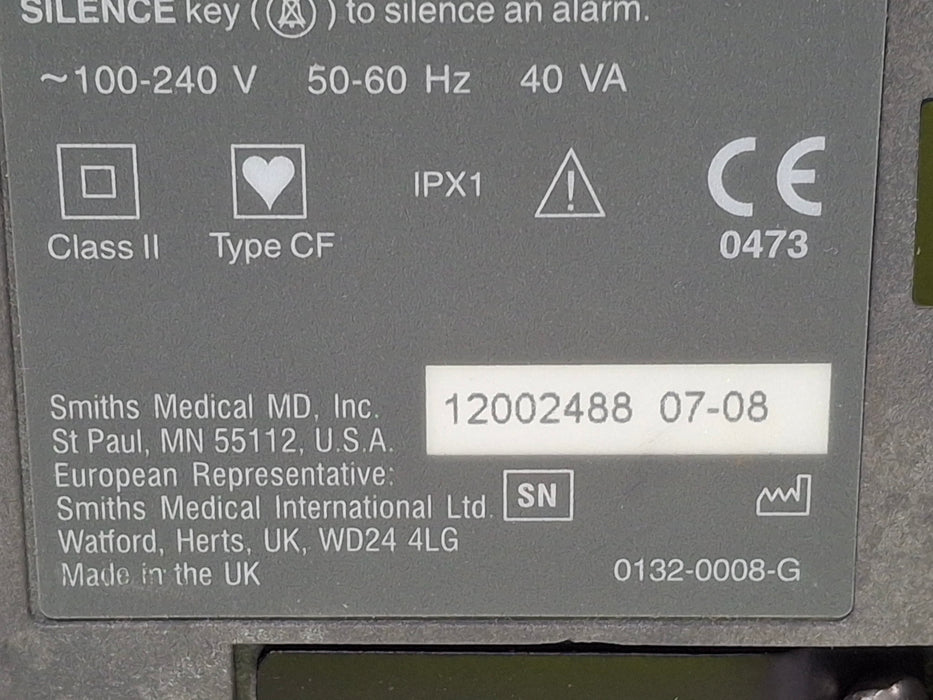 SILENCE key ( ) to silence an alarm.
~100-240 V 50-60 Hz 40 VA
IPX1
CE
Class II Type CF 0473
Smiths Medical MD, Inc.
St Paul, MN 55112, U.S.A.
European Representative:
Smiths Medical International Ltd.
Watford, Herts, UK, WD24 4LG
Made in the UK
12002488 07-08
SN
0132-0008-G